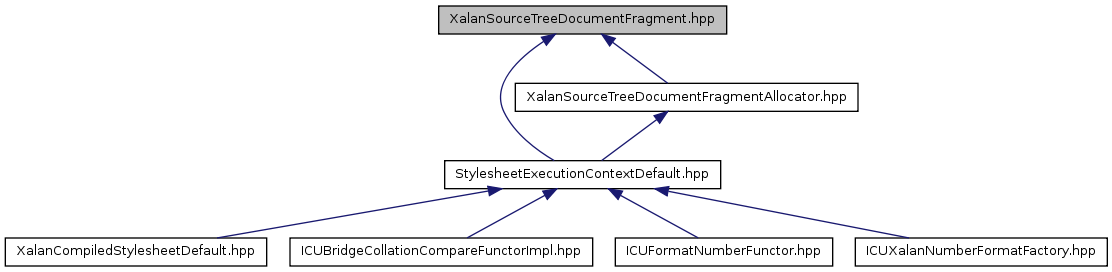 XalanSourceTreeDocumentFragment.hpp
XalanSourceTreeDocumentFragmentAllocator.hpp
StylesheetExecutionContextDefault.hpp
XalanCompiledStylesheetDefault.hpp
ICUBridgeCollationCompareFunctorImpl.hpp
ICUFormatNumberFunctor.hpp
ICUXalanNumberFormatFactory.hpp